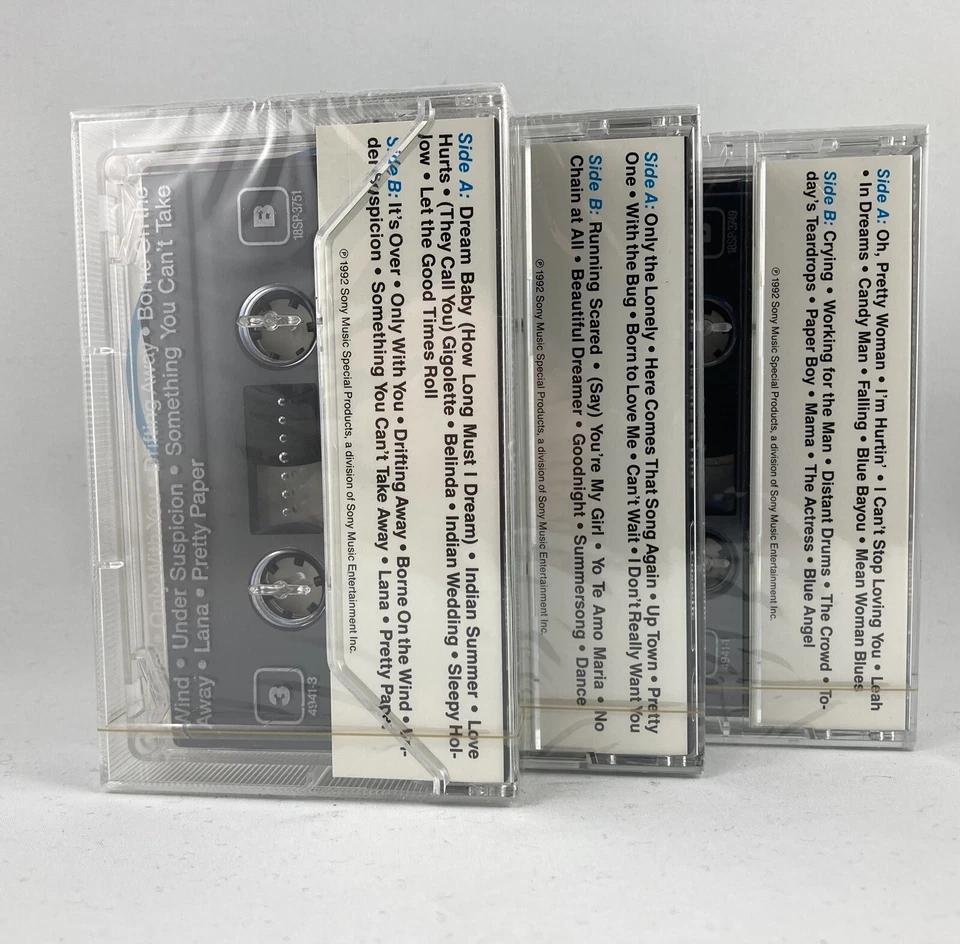 Side A: Dream Baby (How Long Must I Dream) • Indian Summer • Love
Hurts • (They Call You) Gigolette • Belinda • Indian Wedding • Sleepy Hol-
low • Let the Good Times Roll
Side B: It's Over • Only With You • Drifting Away • Borne On the Wind •
der Suspicion • Something You Can't Take Away • Lana • Pretty Paper
℗ 1992 Sony Music Special Products, a division of Sony Music Entertainment Inc.
B
18SP-3751
3
4941-3
With You • Drifting Away • Borne On the
Wind • Under Suspicion • Something You Can't Take
Away • Lana • Pretty Paper
Side A: Only the Lonely • Here Comes That Song Again • Up Town • Pretty
One • With the Bug • Born to Love Me • Can't Wait • I Don't Really Want You
Side B: Running Scared • (Say) You're My Girl • Yo Te Amo Maria • No
Chain at All • Beautiful Dreamer • Goodnight • Summersong • Dance
℗ 1992 Sony Music Special Products, a division of Sony Music Entertainment Inc.
Side A: Oh, Pretty Woman • I'm Hurtin' • I Can't Stop Loving You • Leah
• In Dreams • Candy Man • Falling • Blue Bayou • Mean Woman Blues
Side B: Crying • Working for the Man • Distant Drums • The Crowd • To-
day's Teardrops • Paper Boy • Mama • The Actress • Blue Angel
℗ 1992 Sony Music Special Products, a division of Sony Music Entertainment Inc.
18SP-3749